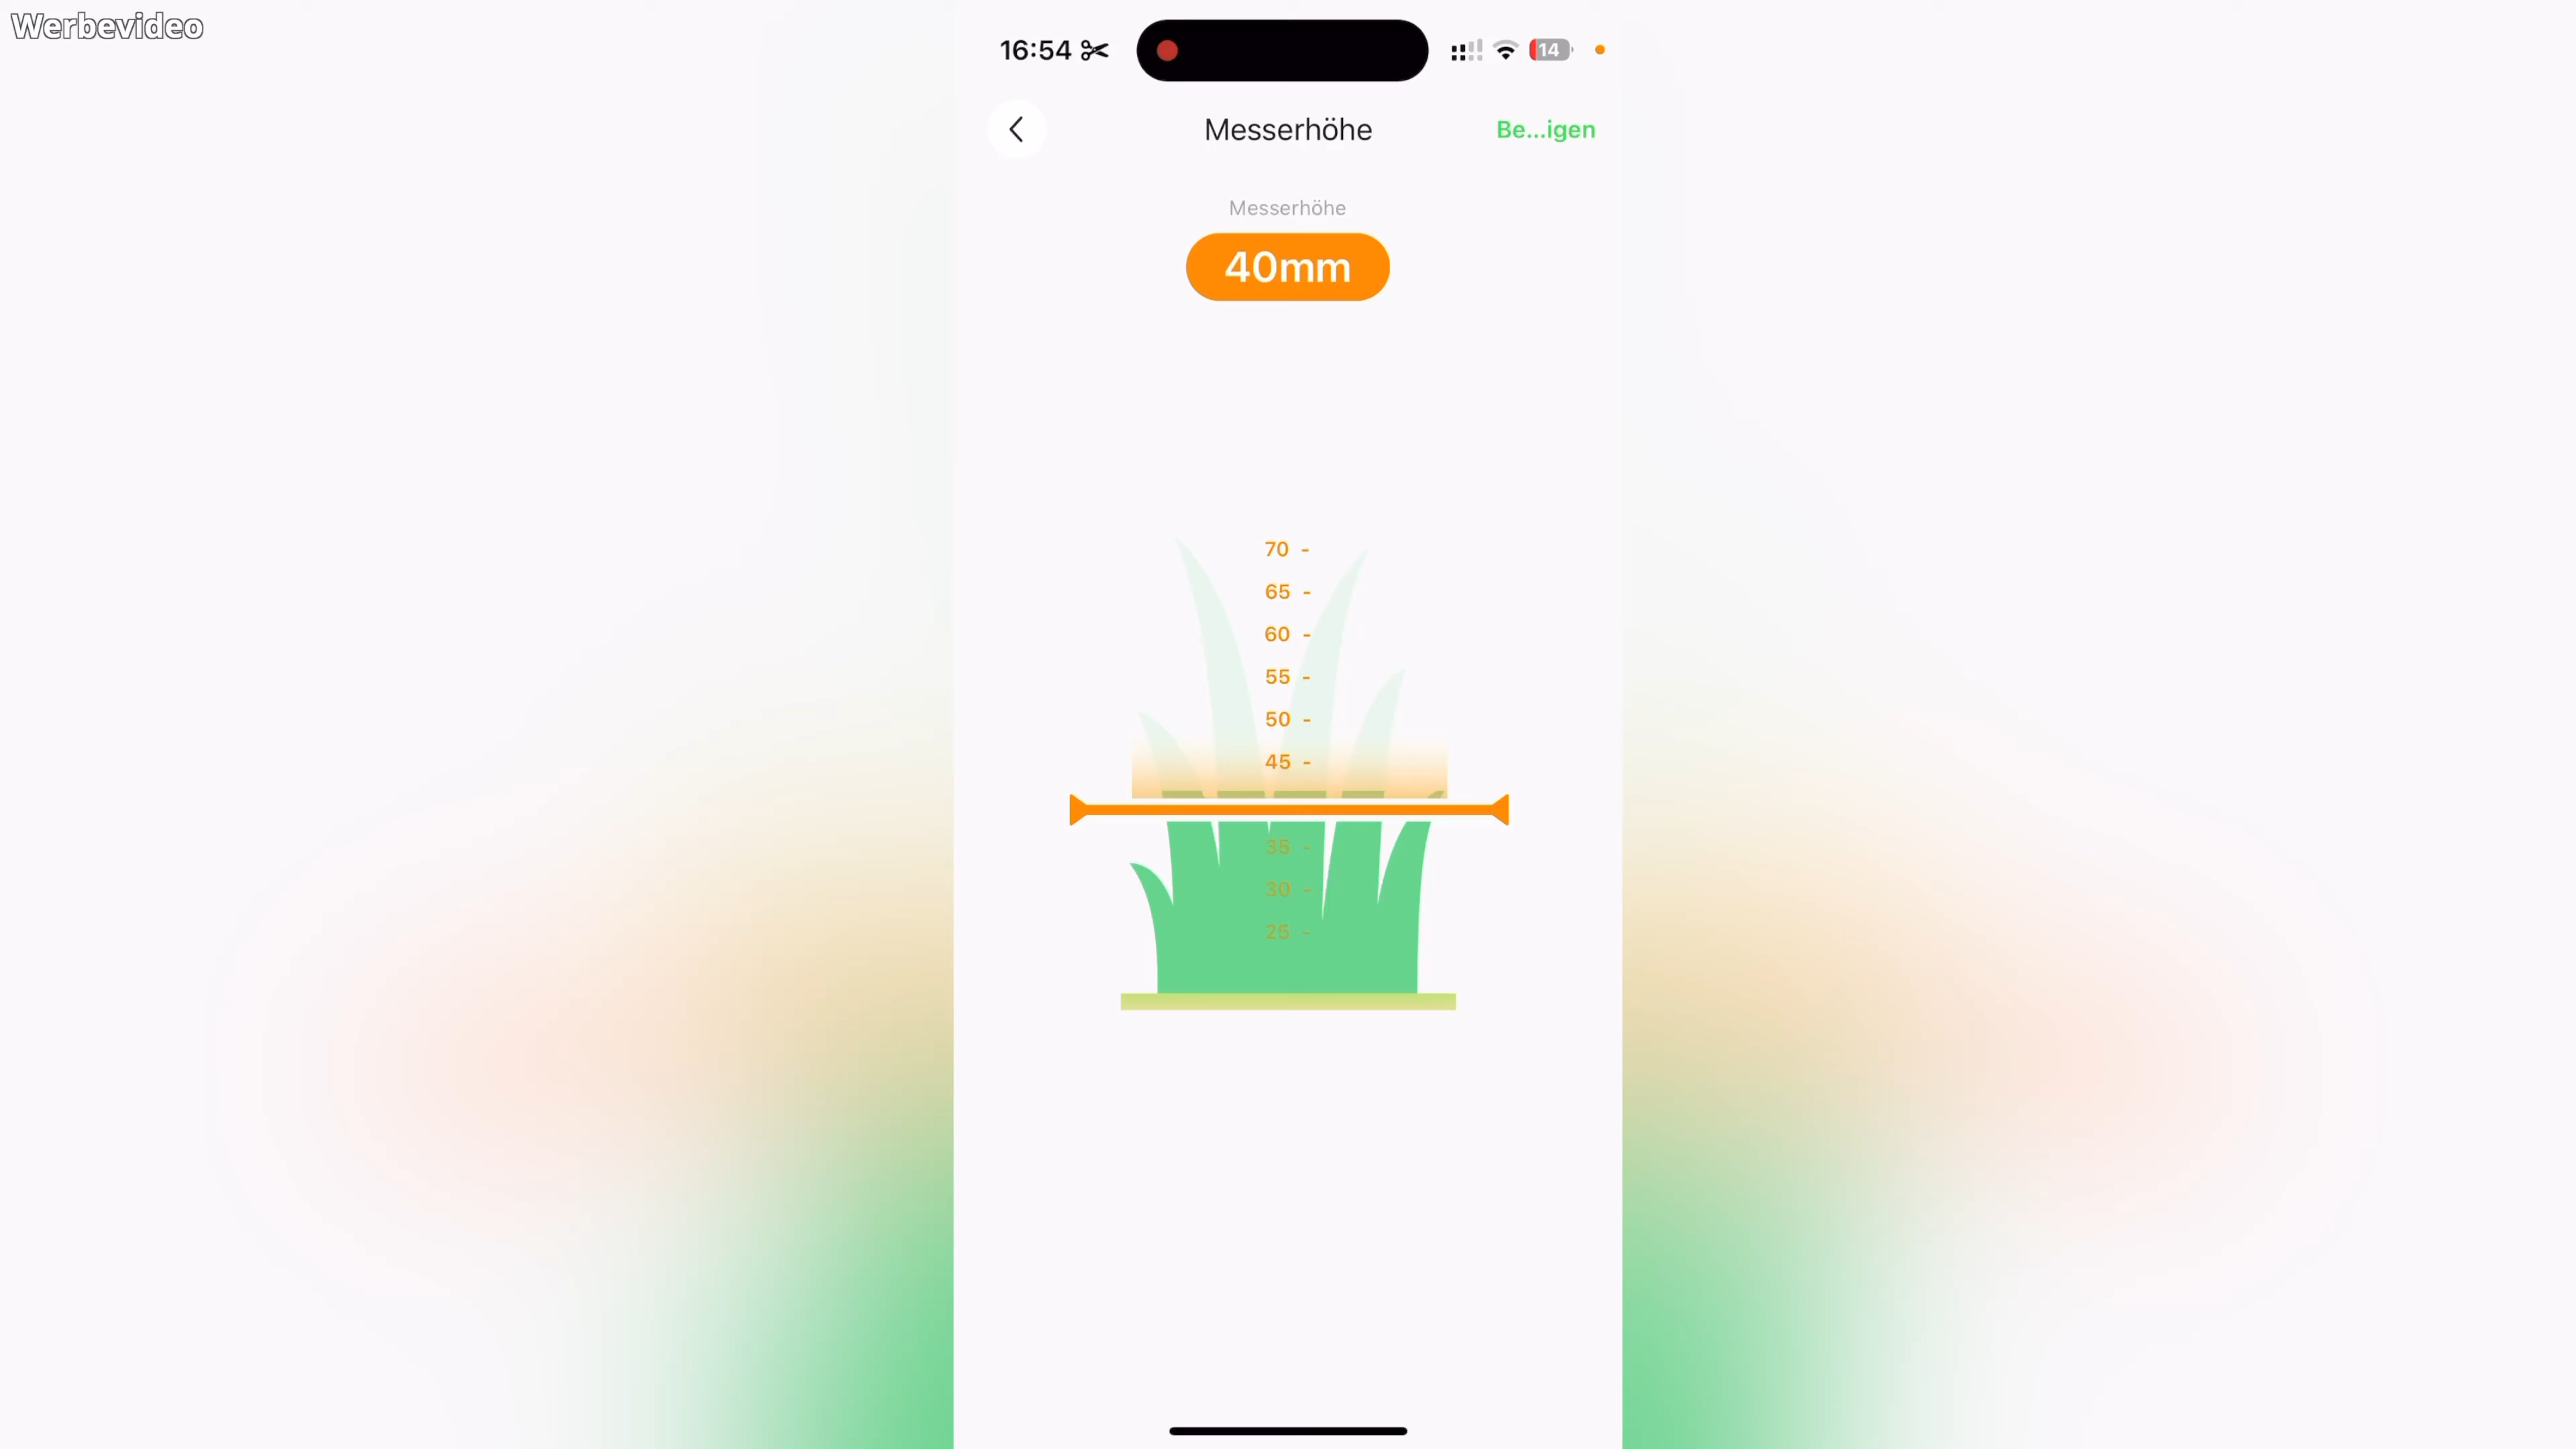 Werbevideo
16:54
14
Messerhöhe
Be...igen
Messerhöhe
40mm
70 -
65 -
60 -
55 -
50 -
45 -
35 -
30 -
25 -